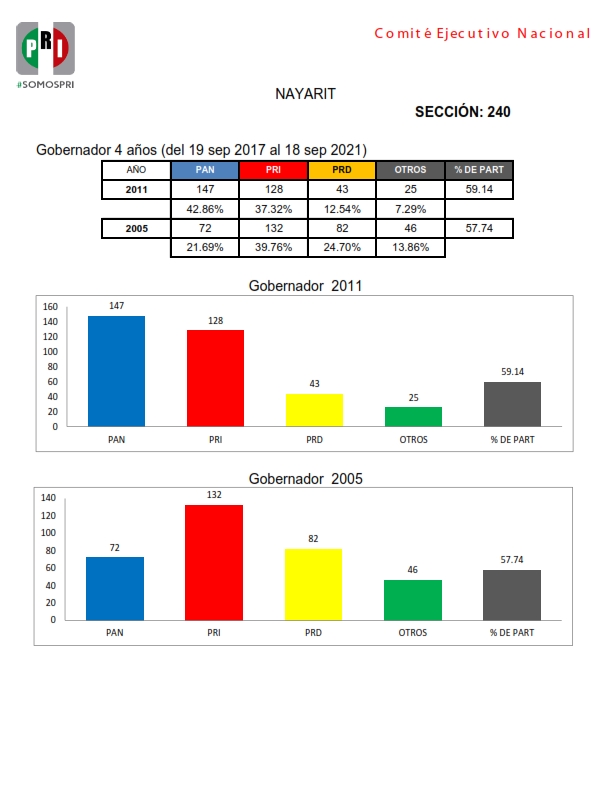 PRI
#SOMOSPRI
Comité Ejecutivo Nacional
NAYARIT
SECCIÓN: 240
Gobernador 4 años (del 19 sep 2017 al 18 sep 2021)
AÑO PAN PRI PRD OTROS % DE PART
2011 147 128 43 25 59.14
42.86% 37.32% 12.54% 7.29%
2005 72 132 82 46 57.74
21.69% 39.76% 24.70% 13.86%
Gobernador 2011
160
140
120
100
80
60
40
20
0
147
128
43
25
59.14
PAN PRI PRD OTROS % DE PART
Gobernador 2005
140
120
100
80
60
40
20
0
72
132
82
46
57.74
PAN PRI PRD OTROS % DE PART